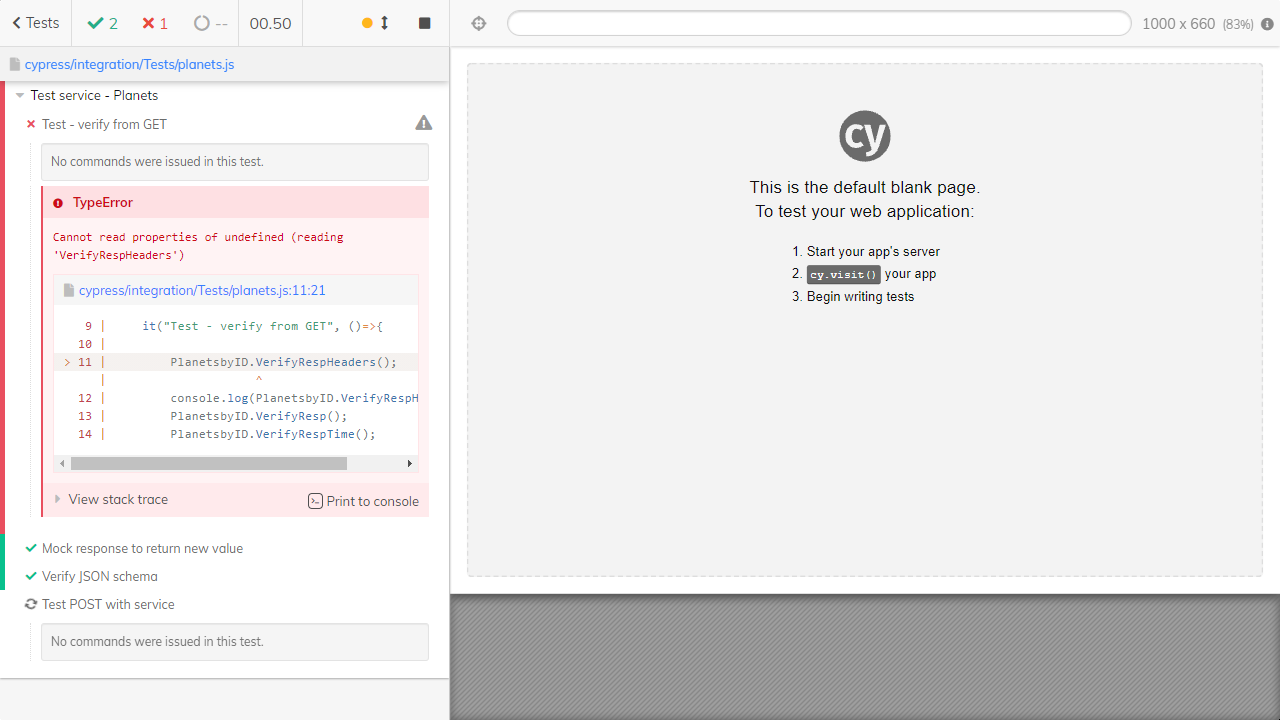 Tests
2
1
--
00.50
1000 x 660 (83%)
cypress/integration/Tests/planets.js
Test service - Planets
Test - verify from GET
No commands were issued in this test.
TypeError
Cannot read properties of undefined (reading
'VerifyRespHeaders')
cypress/integration/Tests/planets.js:11:21
9 | it("Test - verify from GET", ()=>{
10 |
> 11 | PlanetsbyID.VerifyRespHeaders();
| ^
12 | console.log(PlanetsbyID.VerifyRespH
13 | PlanetsbyID.VerifyResp();
14 | PlanetsbyID.VerifyRespTime();
View stack trace
Print to console
Mock response to return new value
Verify JSON schema
Test POST with service
No commands were issued in this test.
cy
This is the default blank page.
To test your web application:
1. Start your app's server
2. cy.visit() your app
3. Begin writing tests